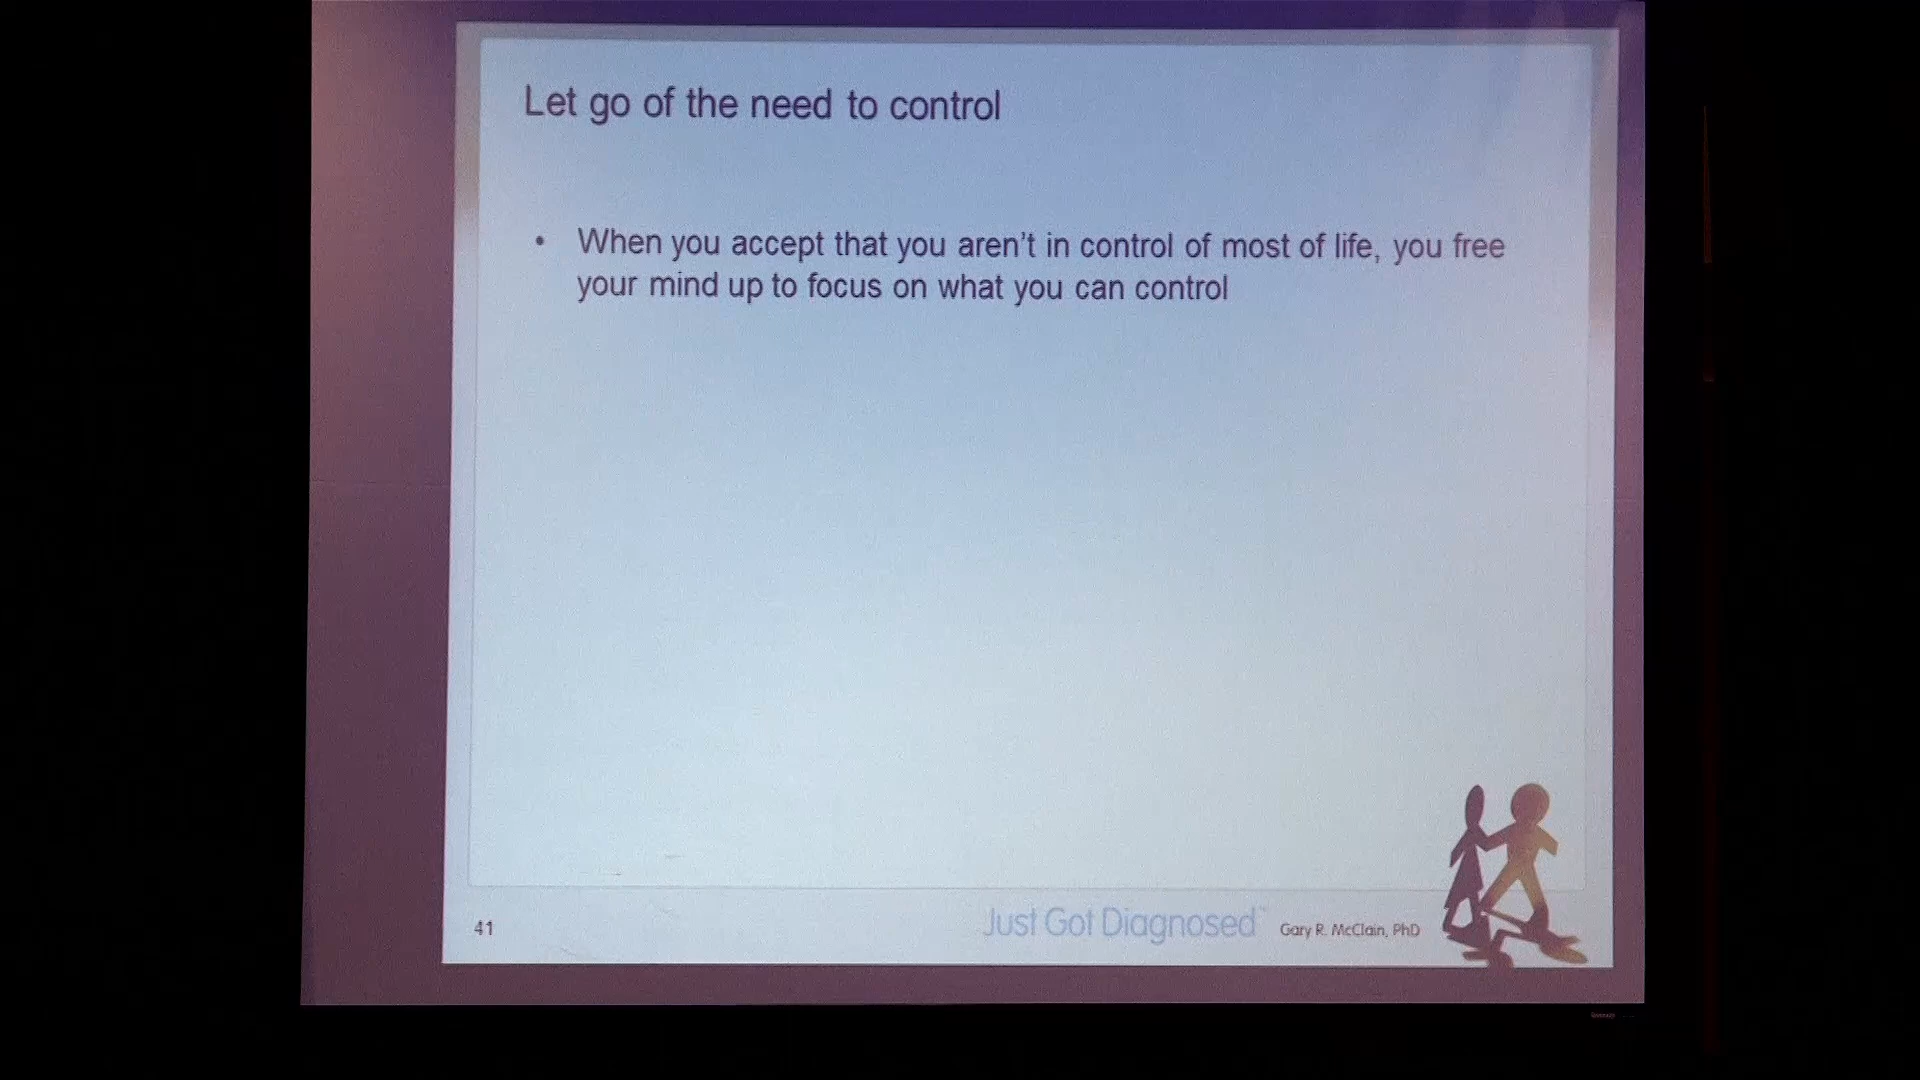 Let go of the need to control
• When you accept that you aren't in control of most of life, you free
your mind up to focus on what you can control
41
Just Got Diagnosed™
Gary R. McClain, PhD